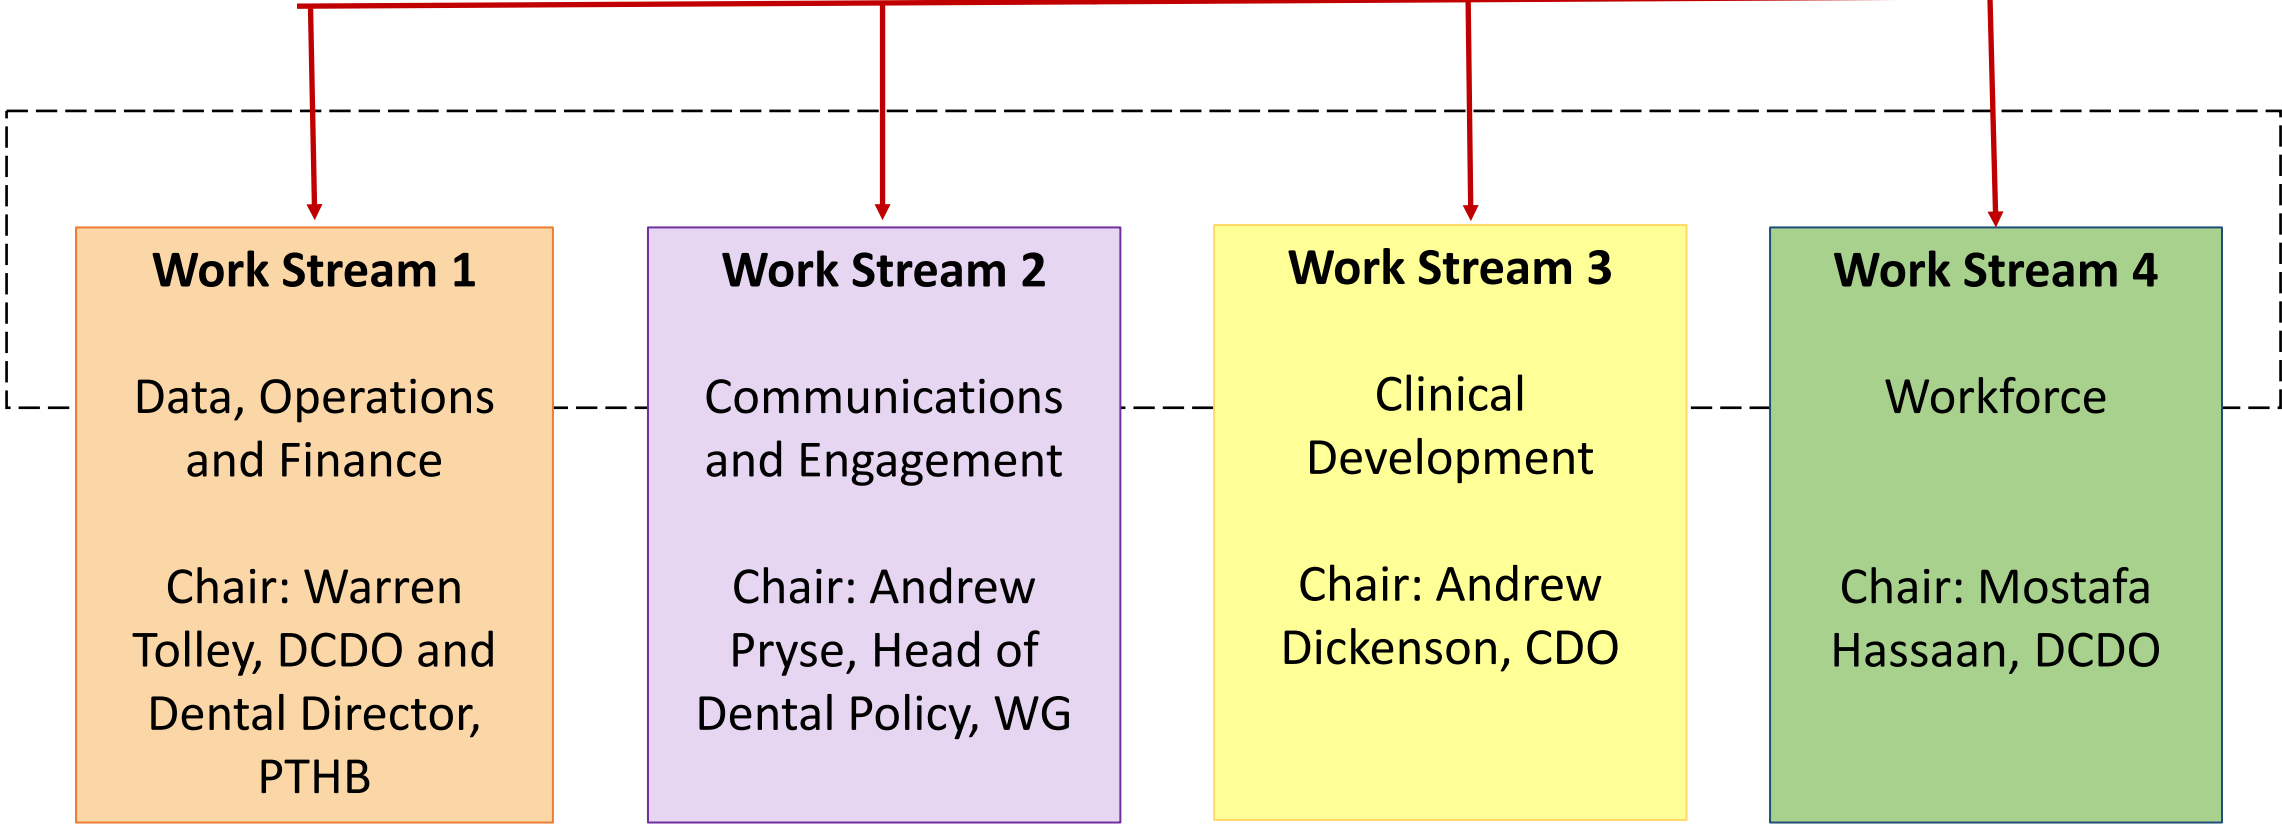 Work Stream 1
Data, Operations
and Finance
Chair: Warren
Tolley, DCDO and
Dental Director,
PTHB
Work Stream 2
Communications
and Engagement
Chair: Andrew
Pryse, Head of
Dental Policy, WG
Work Stream 3
Clinical
Development
Chair: Andrew
Dickenson, CDO
Work Stream 4
Workforce
Chair: Mostafa
Hassaan, DCDO